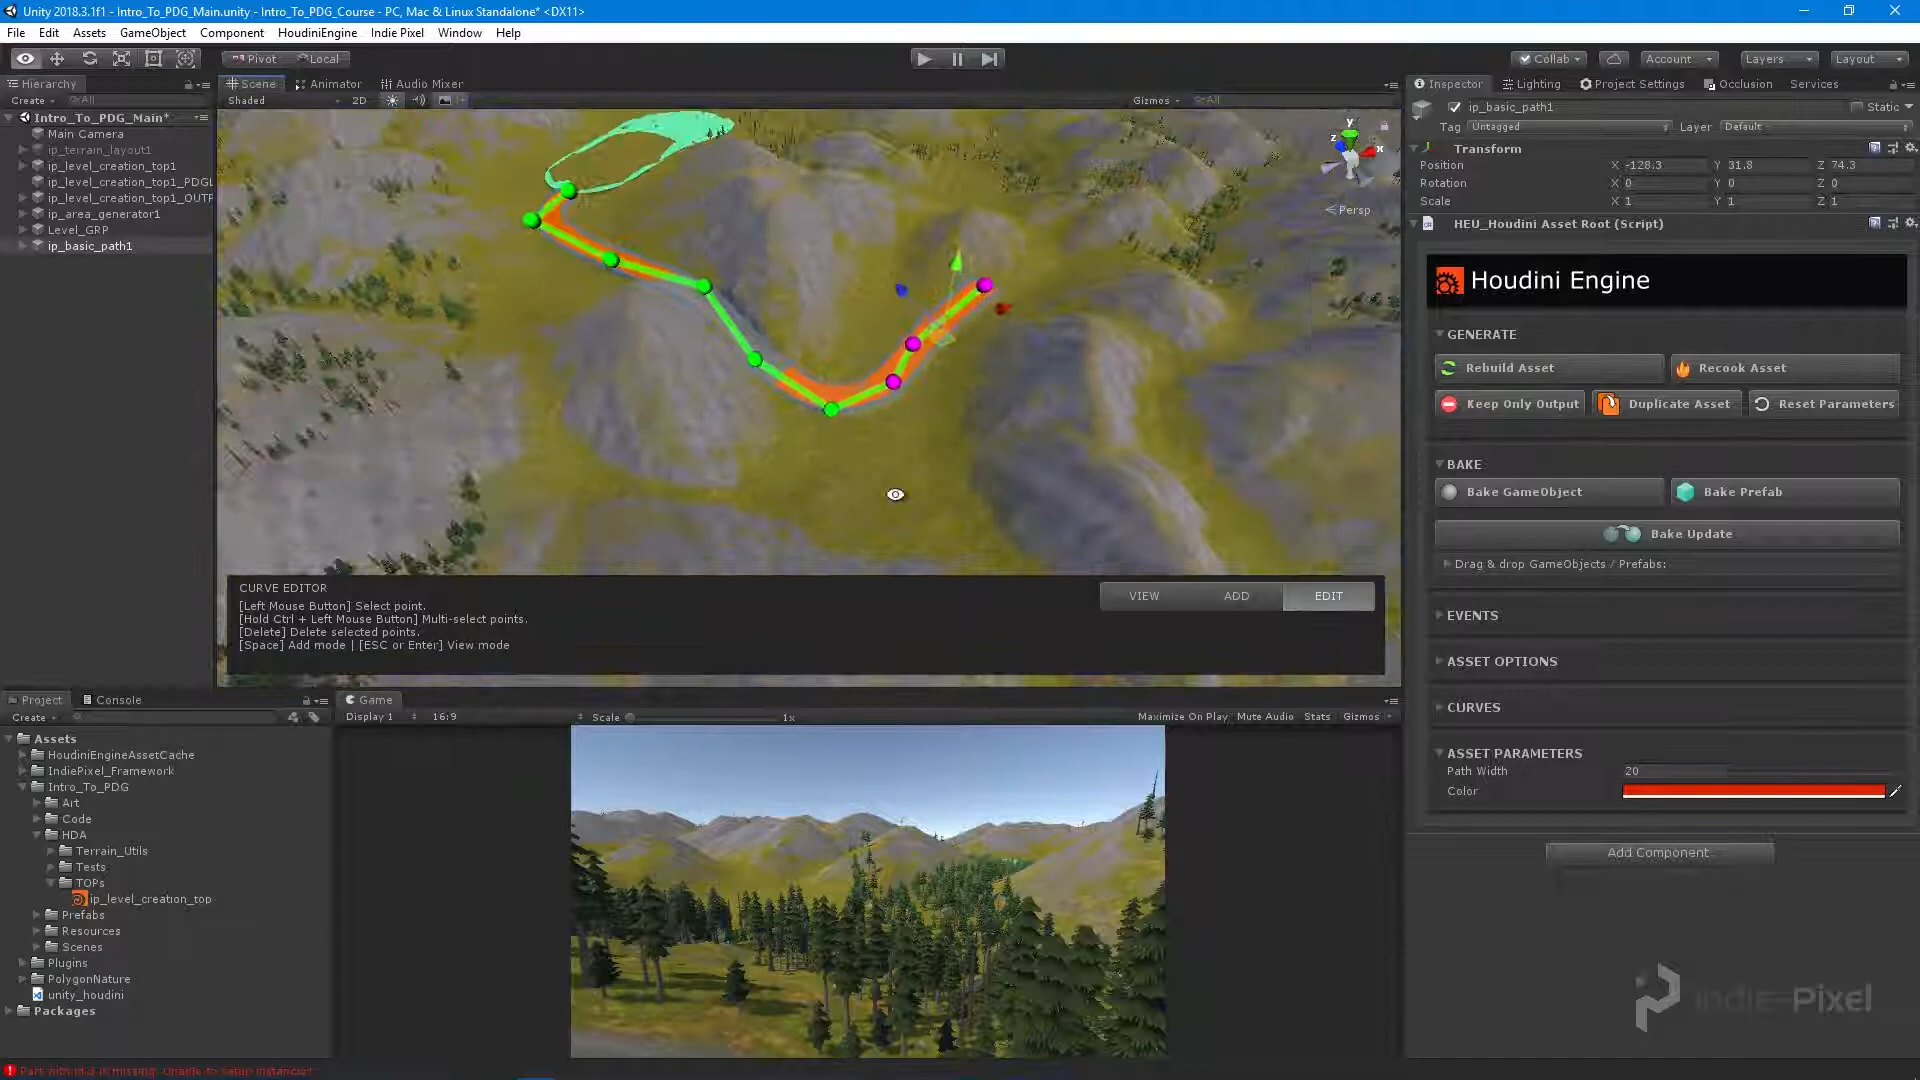 Unity 2018.3.1f1 - Intro_To_PDG_Main.unity - Intro_To_PDG_Course - PC, Mac & Linux Standalone* <DX11>
File Edit Assets GameObject Component HoudiniEngine Indie Pixel Window Help
Pivot Local Collab Account Layers Layout
Hierarchy
Create All
Intro_To_PDG_Main*
Main Camera
ip_terrain_layout1
ip_level_creation_top1
ip_level_creation_top1_PDGL
ip_level_creation_top1_OUTP
ip_area_generator1
Level_GRP
ip_basic_path1
Scene Animator Audio Mixer
Shaded 2D Gizmos All
y
z
x
Persp
CURVE EDITOR
[Left Mouse Button] Select point.
[Hold Ctrl + Left Mouse Button] Multi-select points.
[Delete] Delete selected points.
[Space] Add mode | [ESC or Enter] View mode
VIEW ADD EDIT
Inspector Lighting Project Settings Occlusion Services
ip_basic_path1 Static
Tag Untagged Layer Default
Transform
Position X -128.3 Y 31.8 Z 74.3
Rotation X 0 Y 0 Z 0
Scale X 1 Y 1 Z 1
HEU_Houdini Asset Root (Script)
Houdini Engine
GENERATE
Rebuild Asset Recook Asset
Keep Only Output Duplicate Asset Reset Parameters
BAKE
Bake GameObject Bake Prefab
Bake Update
Drag & drop GameObjects / Prefabs:
EVENTS
ASSET OPTIONS
CURVES
ASSET PARAMETERS
Path Width 20
Color
Add Component
Project Console
Create
Assets
HoudiniEngineAssetCache
IndiePixel_Framework
Intro_To_PDG
Art
Code
HDA
Terrain_Utils
Tests
TOPs
ip_level_creation_top
Prefabs
Resources
Scenes
Plugins
PolygonNature
unity_houdini
Packages
Game
Display 1 16:9 Scale 1x Maximize On Play Mute Audio Stats Gizmos
Indie-Pixel